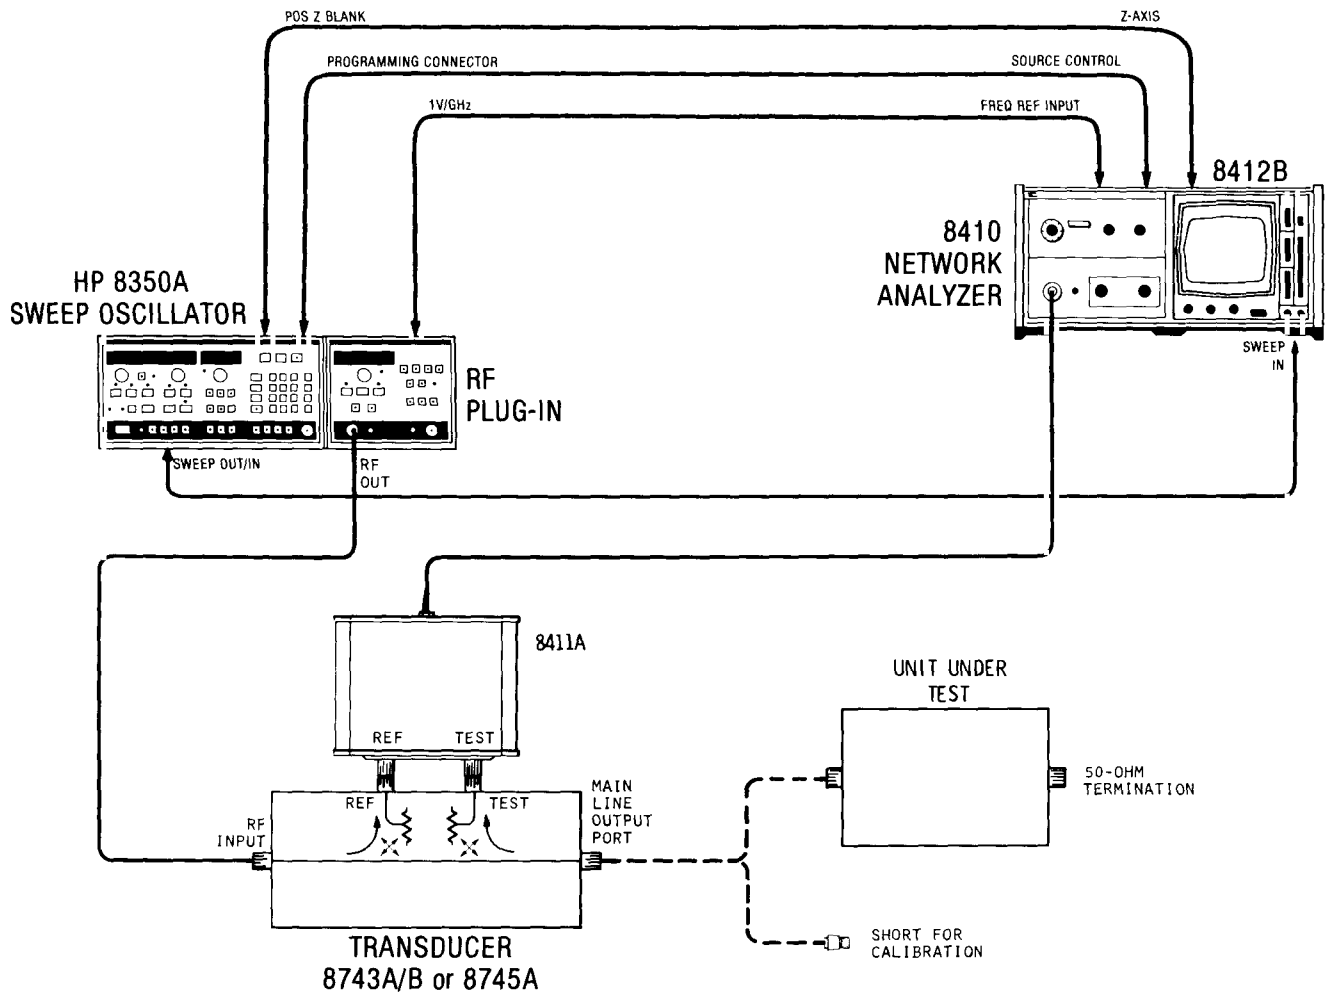 POS Z BLANK
Z-AXIS
PROGRAMMING CONNECTOR
SOURCE CONTROL
1V/GHz
FREQ REF INPUT
8412B
8410
NETWORK
ANALYZER
HP 8350A
SWEEP OSCILLATOR
SWEEP
IN
RF
PLUG-IN
SWEEP OUT/IN
RF
OUT
8411A
UNIT UNDER
TEST
REF
TEST
50-OHM
TERMINATION
MAIN
LINE
OUTPUT
PORT
REF
TEST
RF
INPUT
SHORT FOR
CALIBRATION
TRANSDUCER
8743A/B or 8745A